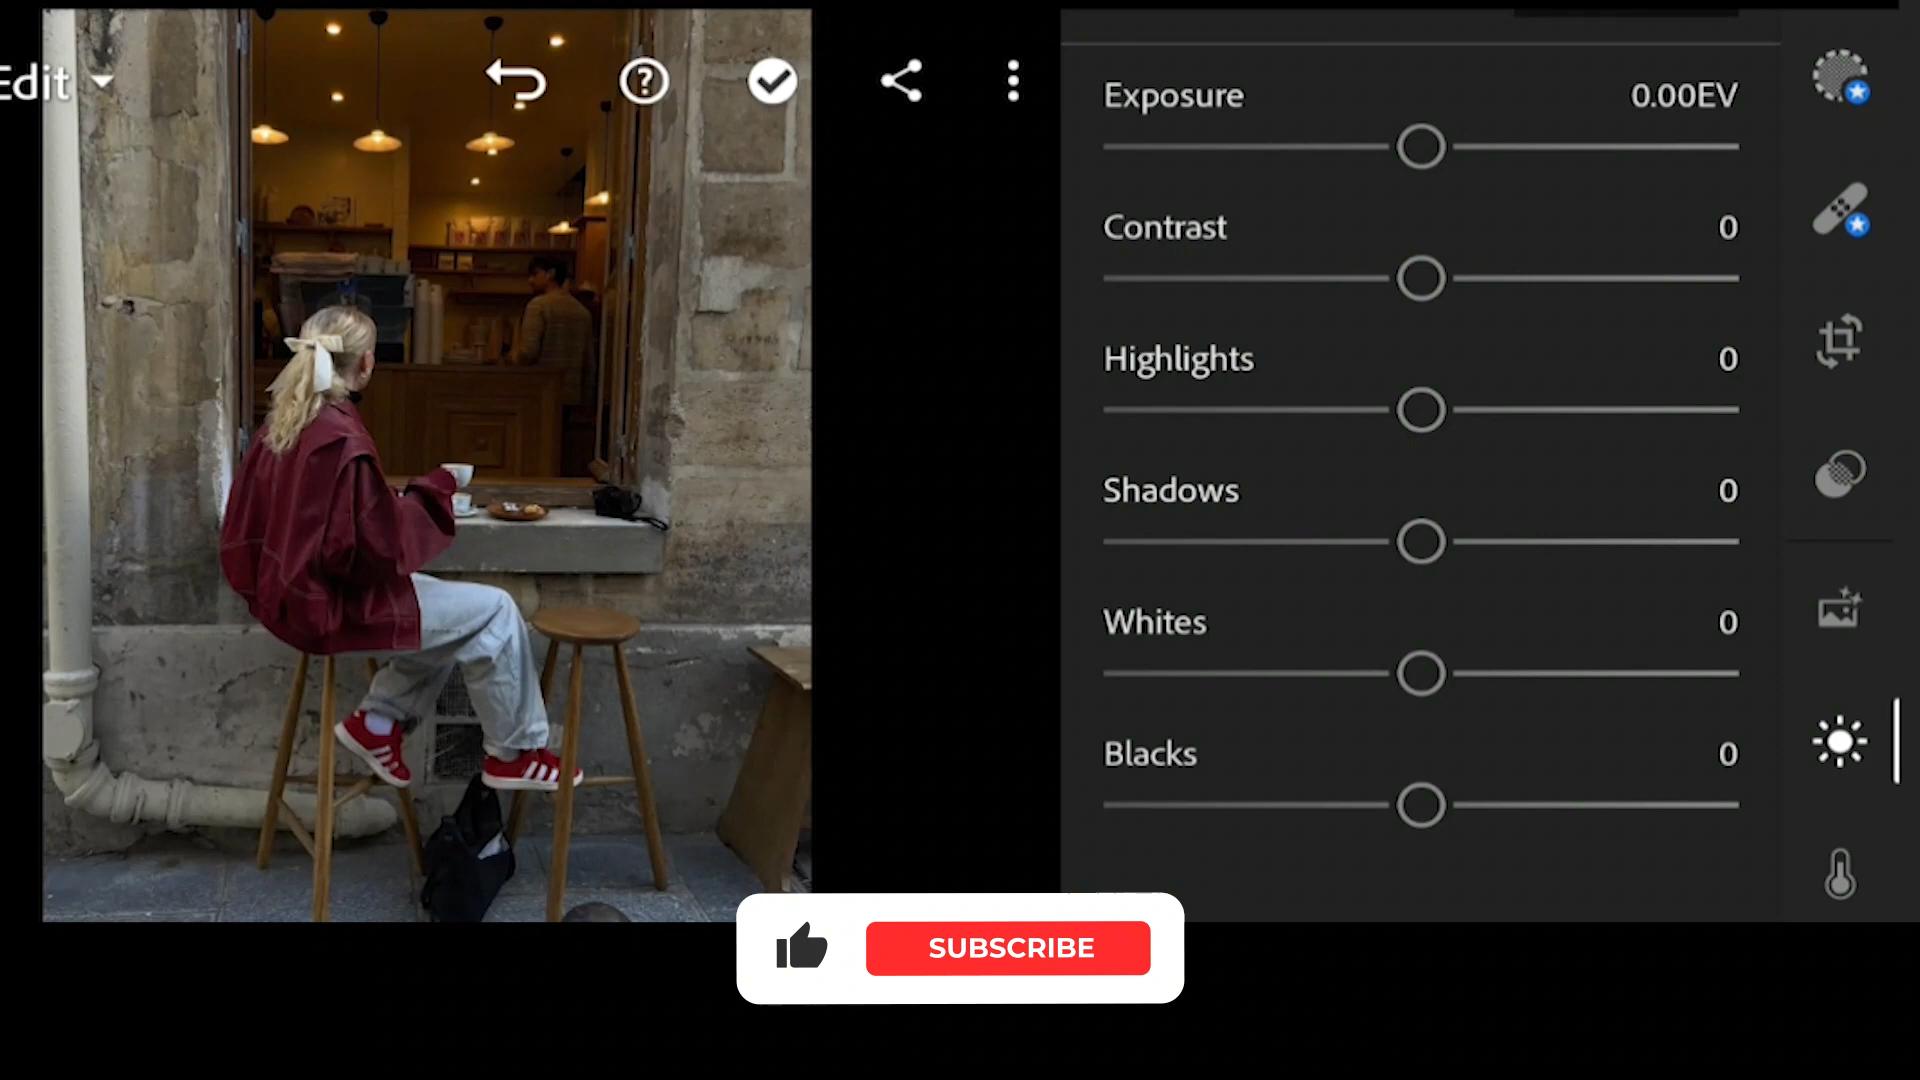 Edit
Exposure 0.00EV
Contrast 0
Highlights 0
Shadows 0
Whites 0
Blacks 0
SUBSCRIBE